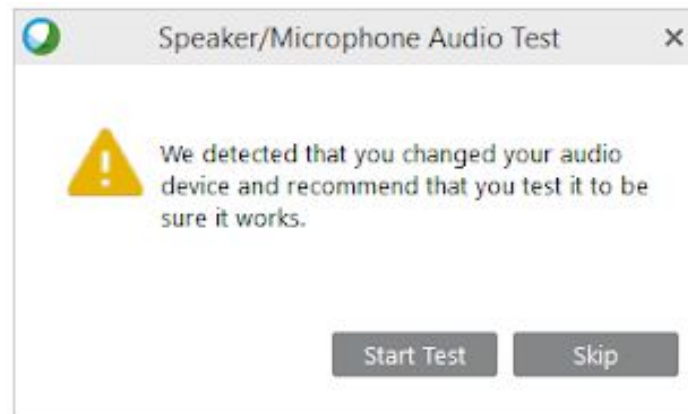 Speaker/Microphone Audio Test
We detected that you changed your audio
device and recommend that you test it to be
sure it works.
Start Test
Skip